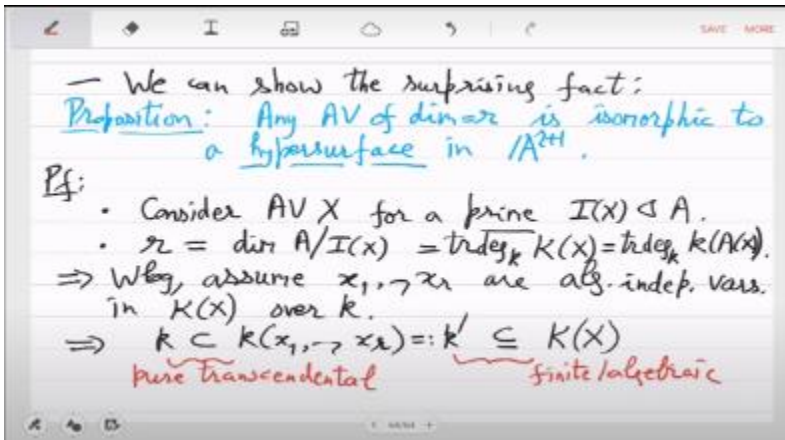 SAVE MORE
— We can show the surprising fact:
Proposition: Any AV of dim=r is isomorphic to
a hypersurface in /A^{r+1}.
Pf:
· Consider AV X for a prime I(X) ◁ A.
· r = dim A/I(X) = trdeg_k K(X) = trdeg_k k(A(X)).
⇒ Wlog, assume x_1,..,x_r are alg. indep. vars.
in K(X) over k.
⇒ k ⊂ k(x_1,..,x_r) =: k' ⊆ K(X)
pure transcendental finite/algebraic